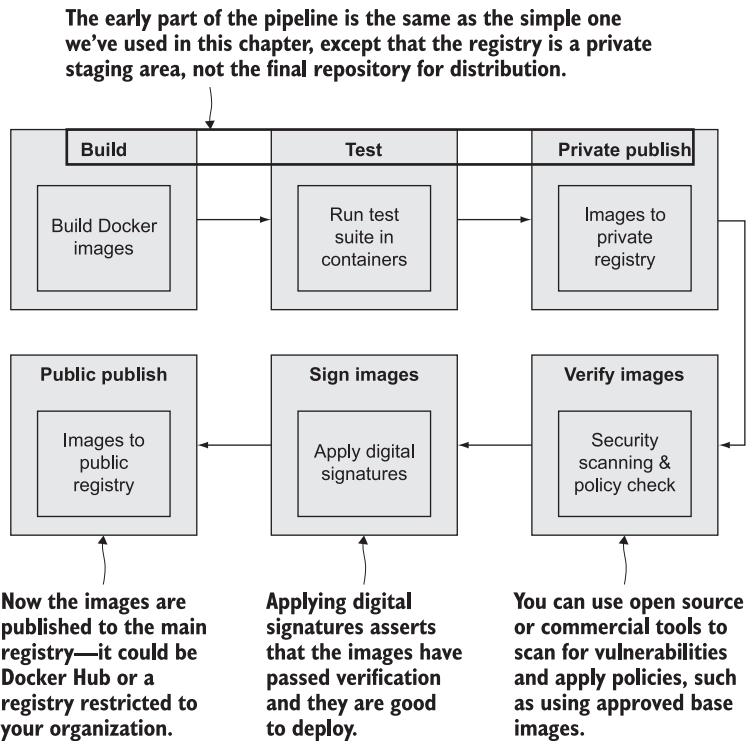 The early part of the pipeline is the same as the simple one
we've used in this chapter, except that the registry is a private
staging area, not the final repository for distribution.
Build
Build Docker
images
Test
Run test
suite in
containers
Private publish
Images to
private
registry
Verify images
Security
scanning &
policy check
Sign images
Apply digital
signatures
Public publish
Images to
public
registry
Now the images are
published to the main
registry—it could be
Docker Hub or a
registry restricted to
your organization.
Applying digital
signatures asserts
that the images have
passed verification
and they are good
to deploy.
You can use open source
or commercial tools to
scan for vulnerabilities
and apply policies, such
as using approved base
images.